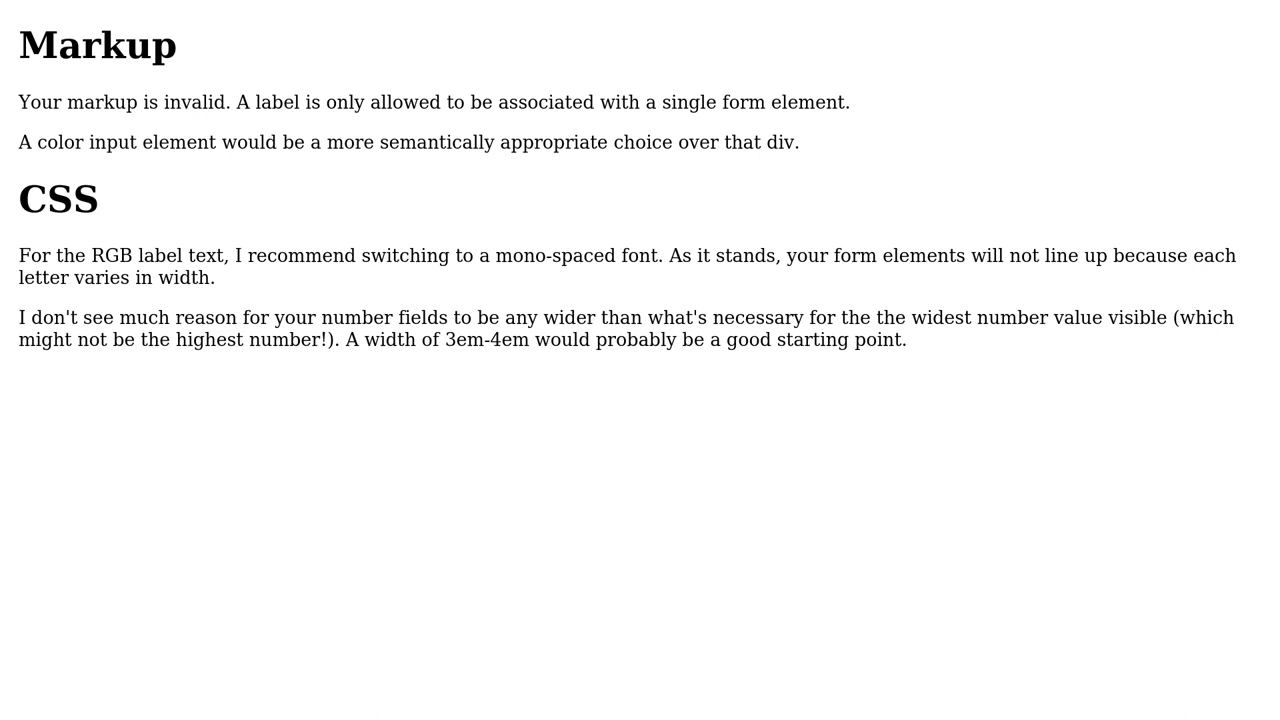 Markup
Your markup is invalid. A label is only allowed to be associated with a single form element.
A color input element would be a more semantically appropriate choice over that div.
CSS
For the RGB label text, I recommend switching to a mono-spaced font. As it stands, your form elements will not line up because each
letter varies in width.
I don't see much reason for your number fields to be any wider than what's necessary for the the widest number value visible (which
might not be the highest number!). A width of 3em-4em would probably be a good starting point.